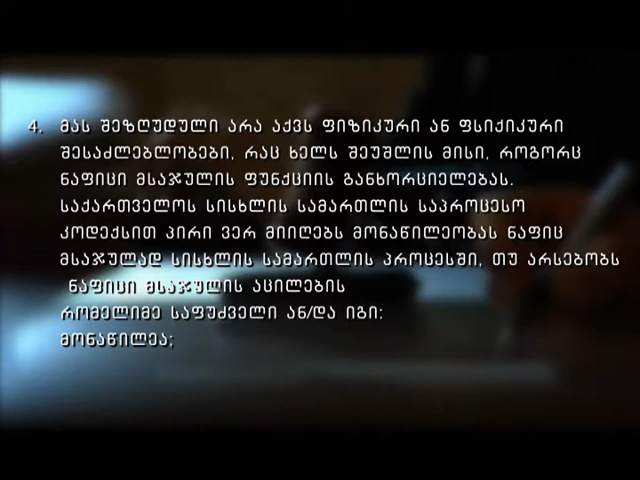 4. მას შეზღუდული არა აქვს ფიზიკური ან ფსიქიკური
შესაძლებლობები, რაც ხელს შეუშლის მისი, როგორც
ნაფიცი მსაჯულის ფუნქციის განხორციელებას.
საქართველოს სისხლის სამართლის საპროცესო
კოდექსით პირი ვერ მიიღებს მონაწილეობას ნაფიც
მსაჯულად სისხლის სამართლის პროცესში, თუ არსებობს
ნაფიცი მსაჯულის აცილების
რომელიმე საფუძველი ან/და იგი:
მონაწილეა;